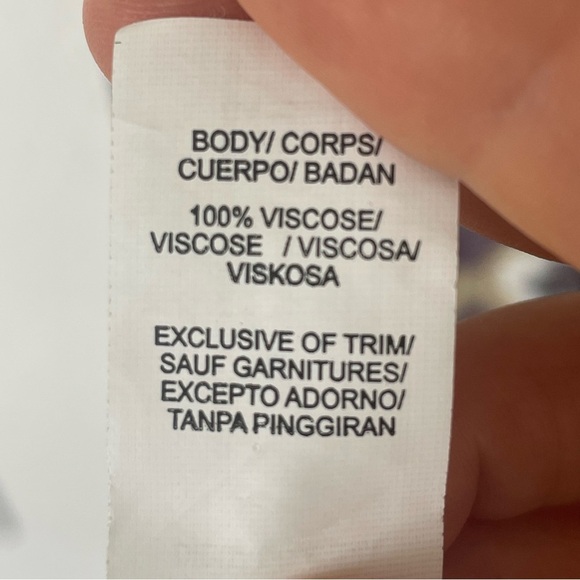 BODY/ CORPS/
CUERPO/ BADAN
100% VISCOSE/
VISCOSE / VISCOSA/
VISKOSA
EXCLUSIVE OF TRIM/
SAUF GARNITURES/
EXCEPTO ADORNO/
TANPA PINGGIRAN